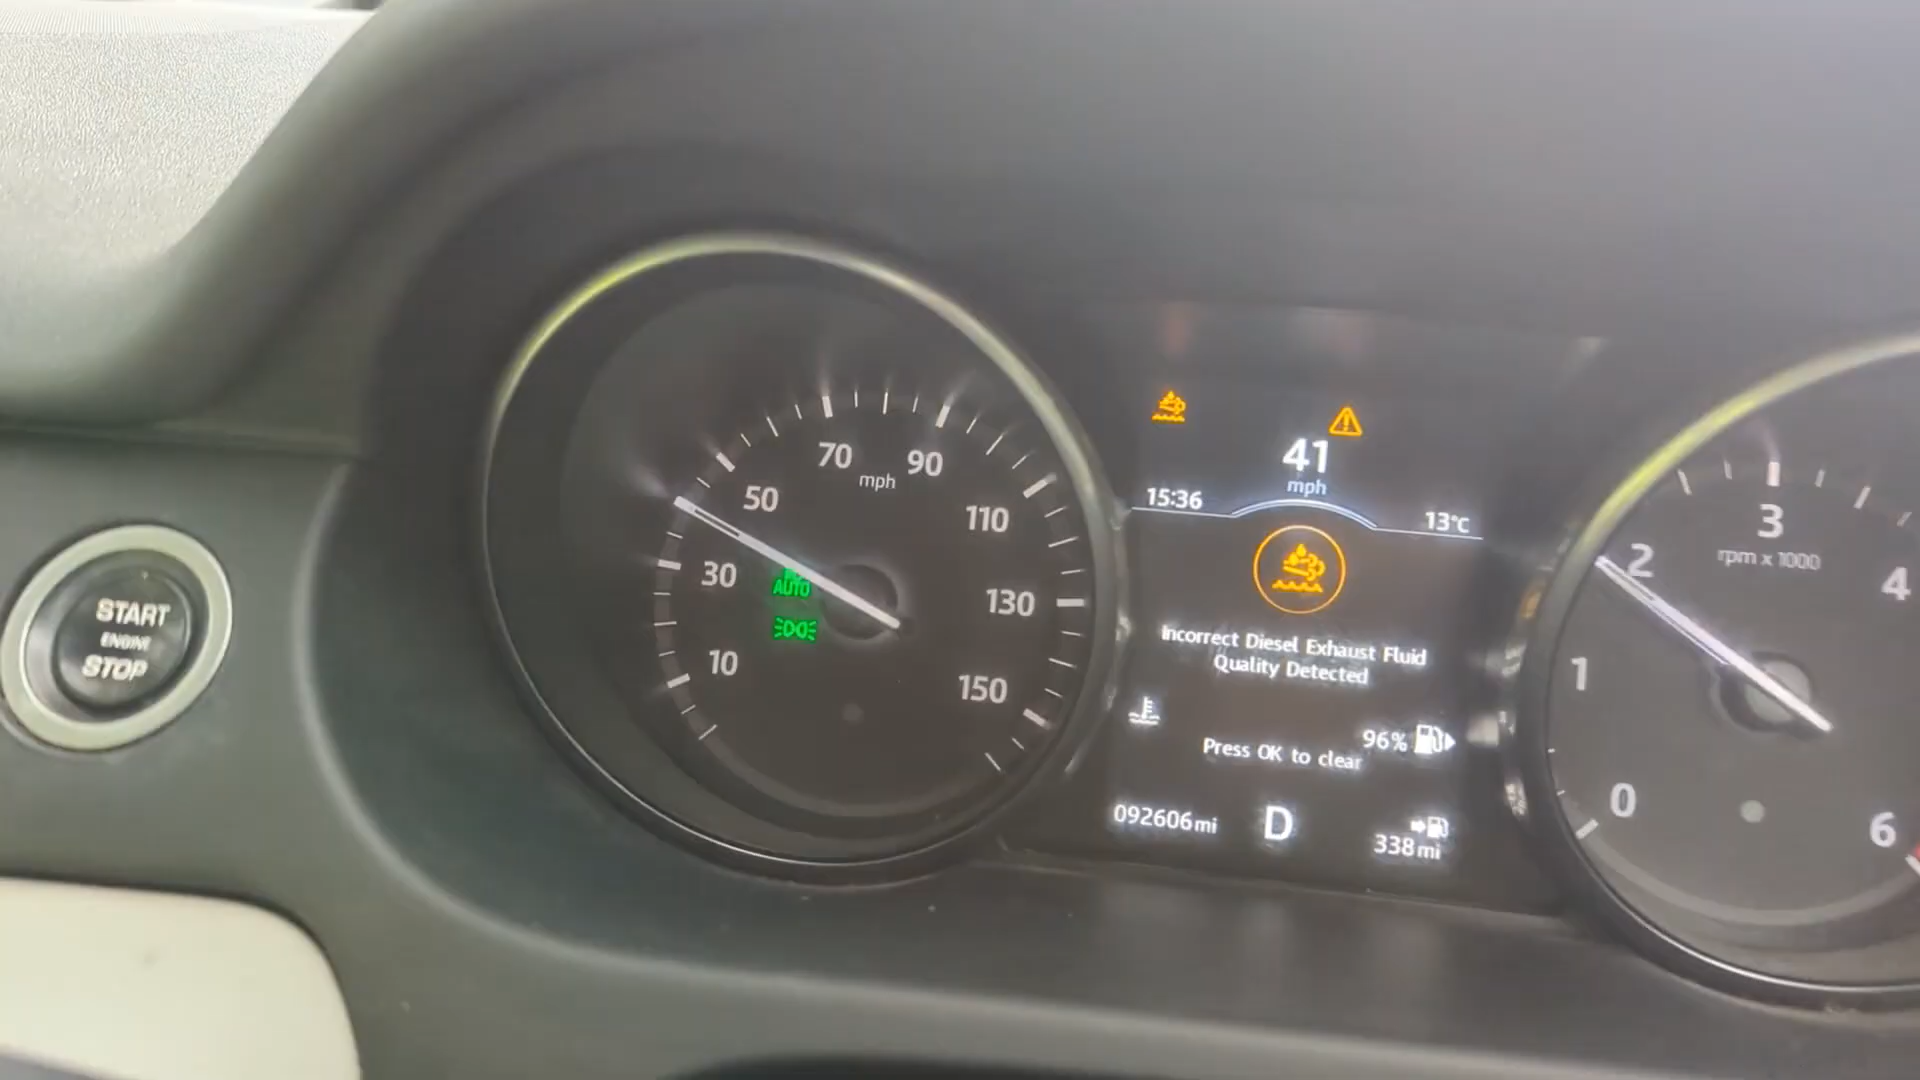 START
ENGINE
STOP
10
30
50
70
90
110
130
150
mph
AUTO
41
mph
15:36
13°C
Incorrect Diesel Exhaust Fluid
Quality Detected
96%
Press OK to clear
092606mi
D
338mi
0
1
2
3
4
6
rpm x 1000